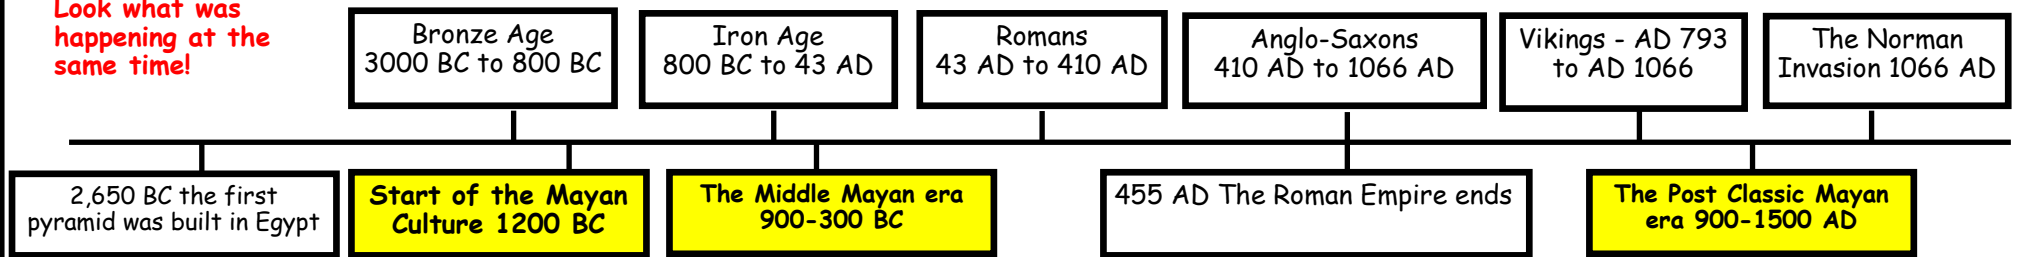 Look what was
happening at the
same time!
Bronze Age
3000 BC to 800 BC
Iron Age
800 BC to 43 AD
Romans
43 AD to 410 AD
Anglo-Saxons
410 AD to 1066 AD
Vikings - AD 793
to AD 1066
The Norman
Invasion 1066 AD
2,650 BC the first
pyramid was built in Egypt
Start of the Mayan
Culture 1200 BC
The Middle Mayan era
900-300 BC
455 AD The Roman Empire ends
The Post Classic Mayan
era 900-1500 AD